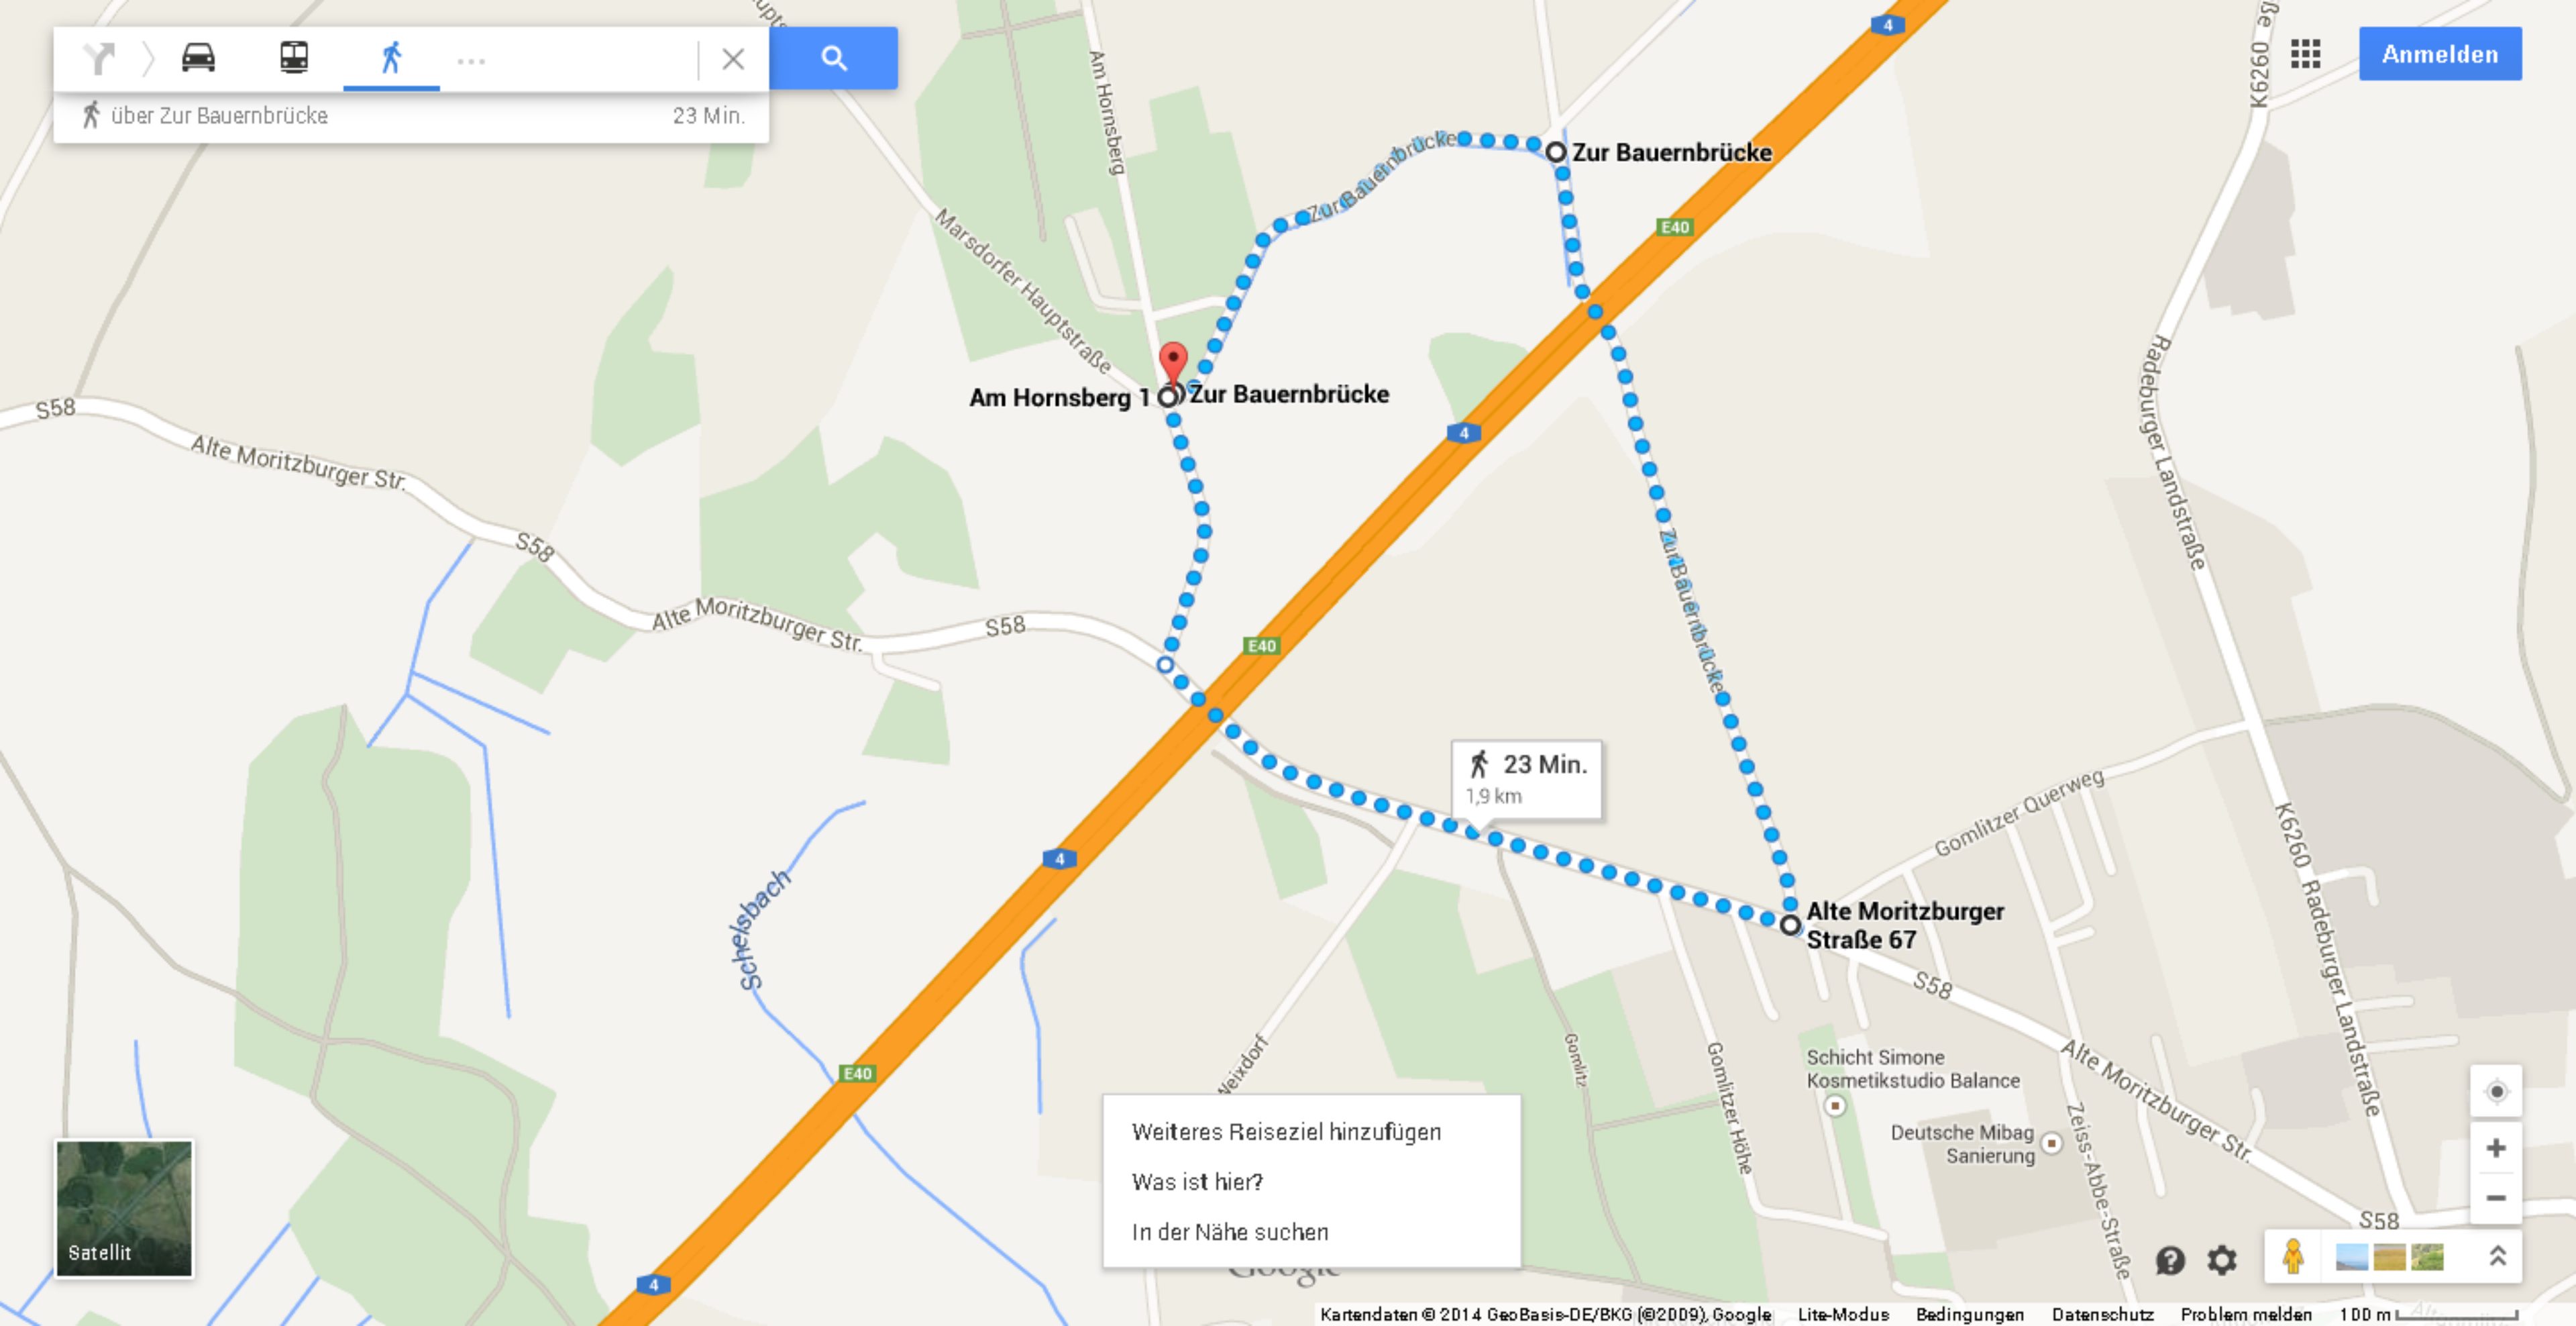 Anmelden
über Zur Bauernbrücke 23 Min.
4
K6260
Am Hornsberg
Zur Bauernbrücke
Zur Bauernbrücke
E40
Marsdorfer Hauptstraße
Radeburger Landstraße
Am Hornsberg 1
Zur Bauernbrücke
S58
4
Alte Moritzburger Str.
S58
Zur Bauernbrücke
Alte Moritzburger Str.
S58
E40
23 Min.
1,9 km
Gomlitzer Querweg
K6260
Radeburger Landstraße
4
Schelsbach
Alte Moritzburger
Straße 67
S58
Weixdorf
Gomlitz
Gomlitzer Höhe
Schicht Simone
Kosmetikstudio Balance
Alte Moritzburger Str.
E40
Deutsche Mibag
Sanierung
Zeiss-Abbe-Straße
Weiteres Reiseziel hinzufügen
Was ist hier?
In der Nähe suchen
S58
Satellit
4
Google
Kartendaten © 2014 GeoBasis-DE/BKG (©2009), Google Lite-Modus Bedingungen Datenschutz Problem melden 100 m